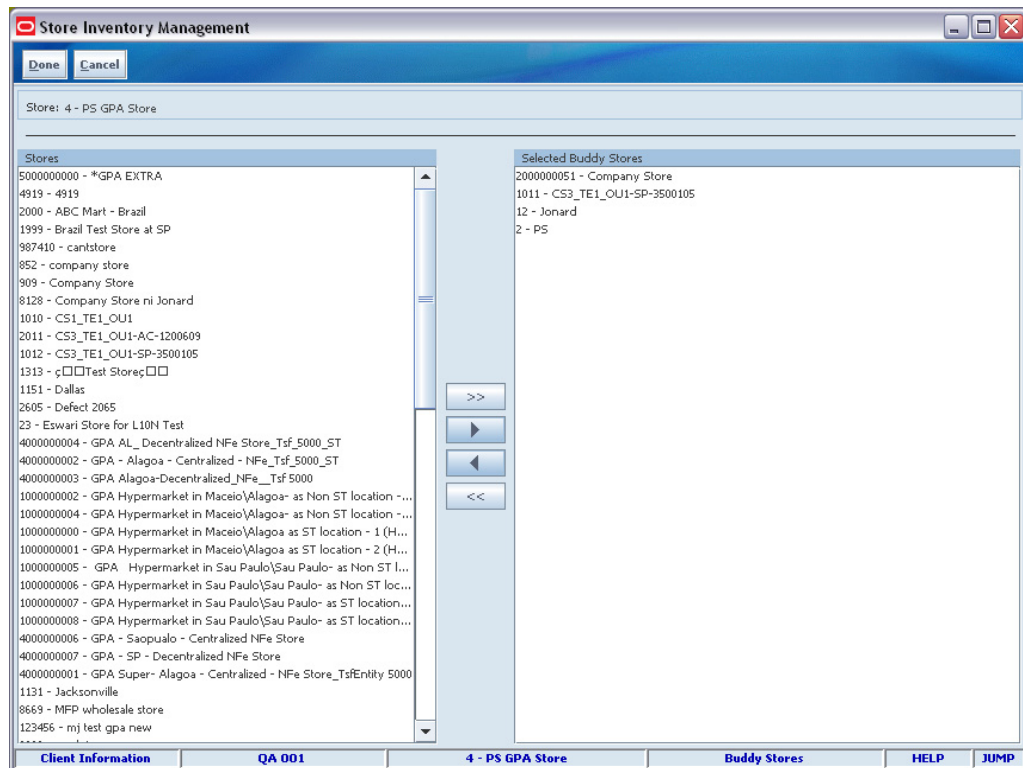 Store Inventory Management
Done Cancel
Store: 4 - PS GPA Store
Stores
5000000000 - *GPA EXTRA
4919 - 4919
2000 - ABC Mart - Brazil
1999 - Brazil Test Store at SP
987410 - cantstore
852 - company store
909 - Company Store
8128 - Company Store ni Jonard
1010 - CS1_TE1_OU1
2011 - CS3_TE1_OU1-AC-1200609
1012 - CS3_TE1_OU1-SP-3500105
1313 - ç□□Test Storeç□□
1151 - Dallas
2605 - Defect 2065
23 - Eswari Store for L10N Test
4000000004 - GPA AL_ Decentralized NFe Store_Tsf_5000_ST
4000000002 - GPA - Alagoa - Centralized - NFe_Tsf_5000_ST
4000000003 - GPA Alagoa-Decentralized_NFe__Tsf 5000
1000000002 - GPA Hypermarket in Maceio\Alagoa- as Non ST location -...
1000000004 - GPA Hypermarket in Maceio\Alagoa- as Non ST location -...
1000000000 - GPA Hypermarket in Maceio\Alagoa as ST location - 1 (H...
1000000001 - GPA Hypermarket in Maceio\Alagoa as ST location - 2 (H...
1000000005 - GPA Hypermarket in Sau Paulo\Sau Paulo- as Non ST l...
1000000006 - GPA Hypermarket in Sau Paulo\Sau Paulo- as Non ST loc...
1000000007 - GPA Hypermarket in Sau Paulo\Sau Paulo- as ST location...
1000000008 - GPA Hypermarket in Sau Paulo\Sau Paulo- as ST location...
4000000006 - GPA - Saopualo - Centralized NFe Store
4000000007 - GPA - SP - Decentralized NFe Store
4000000001 - GPA Super- Alagoa - Centralized - NFe Store_TsfEntity 5000
1131 - Jacksonville
8669 - MFP wholesale store
123456 - mj test gpa new
>>
<<
Selected Buddy Stores
2000000051 - Company Store
1011 - CS3_TE1_OU1-SP-3500105
12 - Jonard
2 - PS
Client Information QA 001 4 - PS GPA Store Buddy Stores HELP JUMP